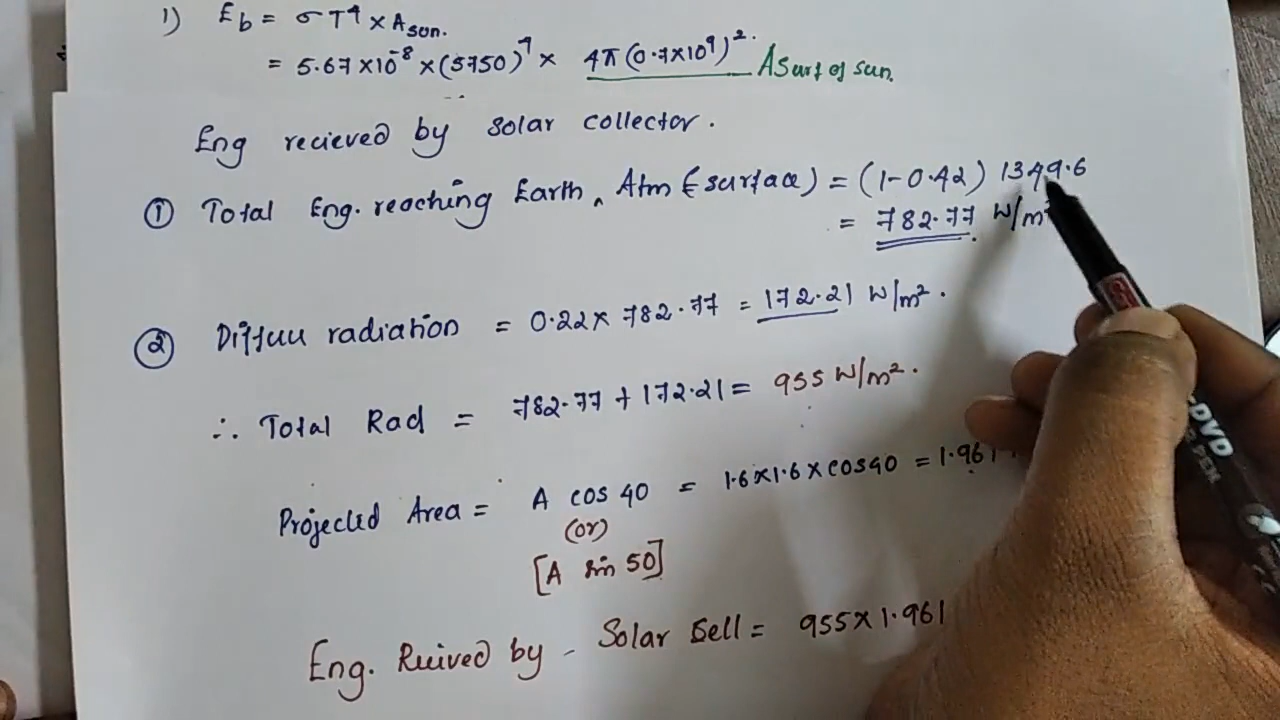 1) Eb = σT⁴ × Asun.
= 5.67 × 10⁻⁸ × (5750)⁴ × 4π(0.7×10⁹)². Asurf of sun.
Eng recieved by Solar collector.
① Total Eng. reaching Earth, Atm (surface) = (1-0.42) 1349.6
= 782.77 W/m²
② Diffuu radiation = 0.22 × 782.77 = 172.21 W/m².
∴ Total Rad = 782.77 + 172.21 = 955 W/m².
Projected Area = A cos 40 = 1.6×1.6×cos40 = 1.961
(or)
[A sin 50]
Eng. Reived by - Solar Cell = 955×1.961